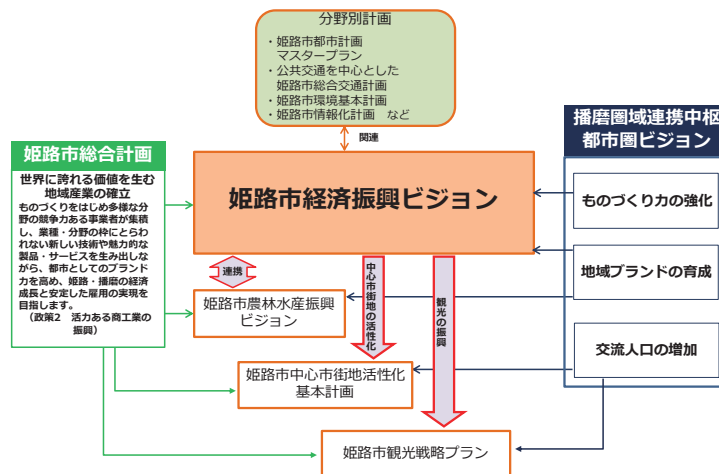 分野別計画
・姫路市都市計画
マスタープラン
・公共交通を中心とした
姫路市総合交通計画
・姫路市環境基本計画
・姫路市情報化計画　など
関連
姫路市総合計画
世界に誇れる価値を生む
地域産業の確立
ものづくりをはじめ多様な分
野の競争力ある事業者が集積
し、業種・分野の枠にとらわ
れない新しい技術や魅力的な
製品・サービスを生み出しな
がら、都市としてのブランド
力を高め、姫路・播磨の経済
成長と安定した雇用の実現を
目指します。
（政策2　活力ある商工業の
振興）
姫路市経済振興ビジョン
播磨圏域連携中枢
都市圏ビジョン
ものづくり力の強化
地域ブランドの育成
交流人口の増加
連携
中心市街地の活性化
観光の振興
姫路市農林水産振興
ビジョン
姫路市中心市街地活性化
基本計画
姫路市観光戦略プラン